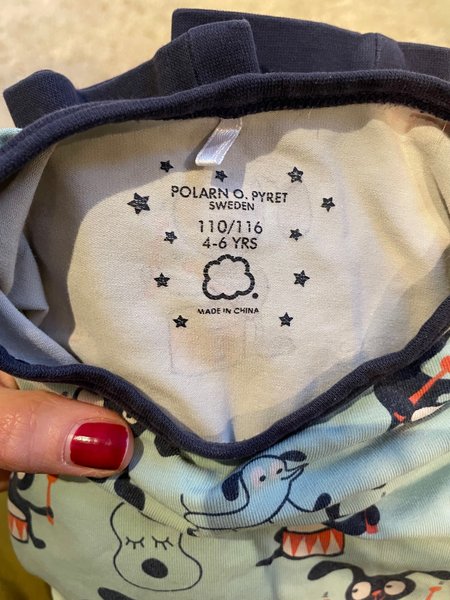 POLARN O. PYRET
SWEDEN
110/116
4-6 YRS
MADE IN CHINA